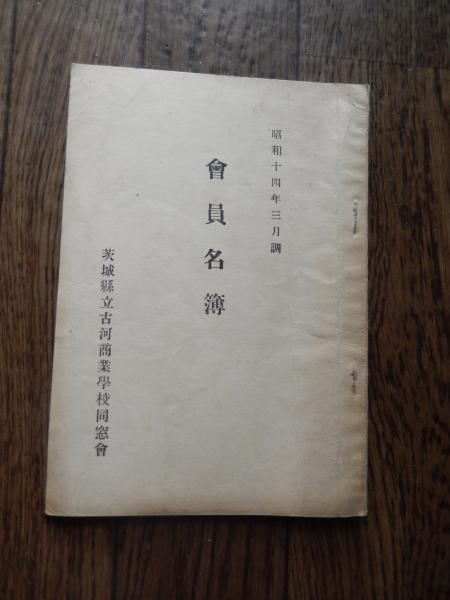 昭和十四年三月調
會員名簿
茨城縣立古河商業學校同窓會